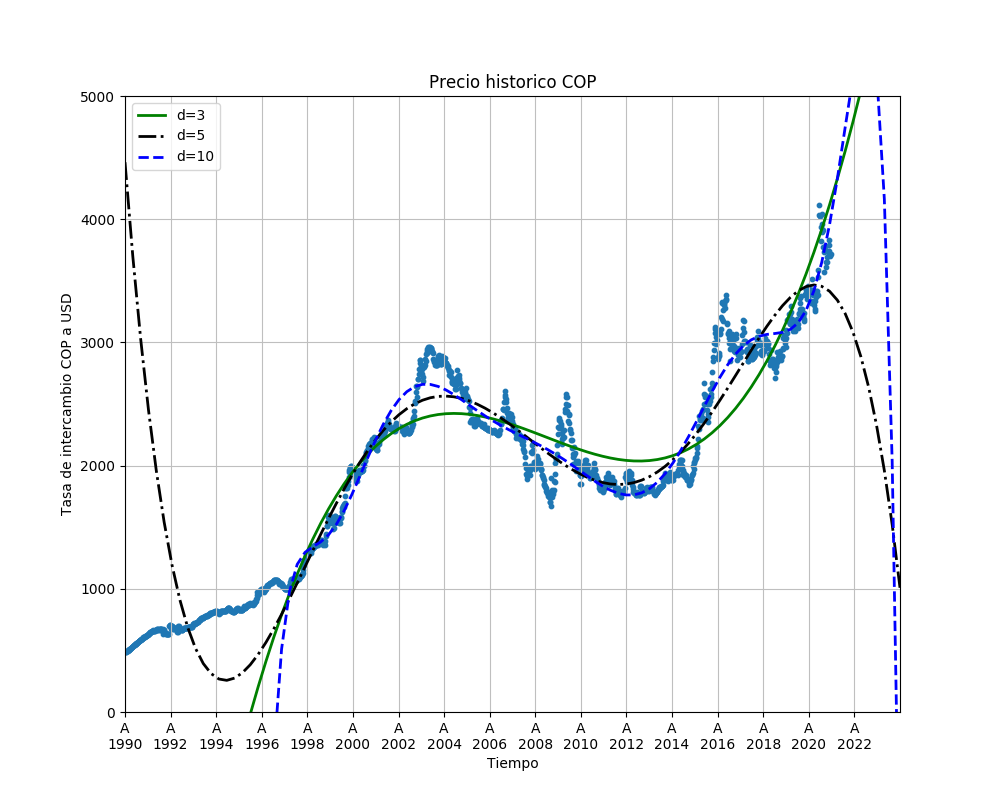 Precio historico COP
d=3
d=5
d=10
5000
4000
3000
2000
1000
0
Tasa de intercambio COP a USD
A A A A A A A A A A A A A A A A A
1990 1992 1994 1996 1998 2000 2002 2004 2006 2008 2010 2012 2014 2016 2018 2020 2022
Tiempo